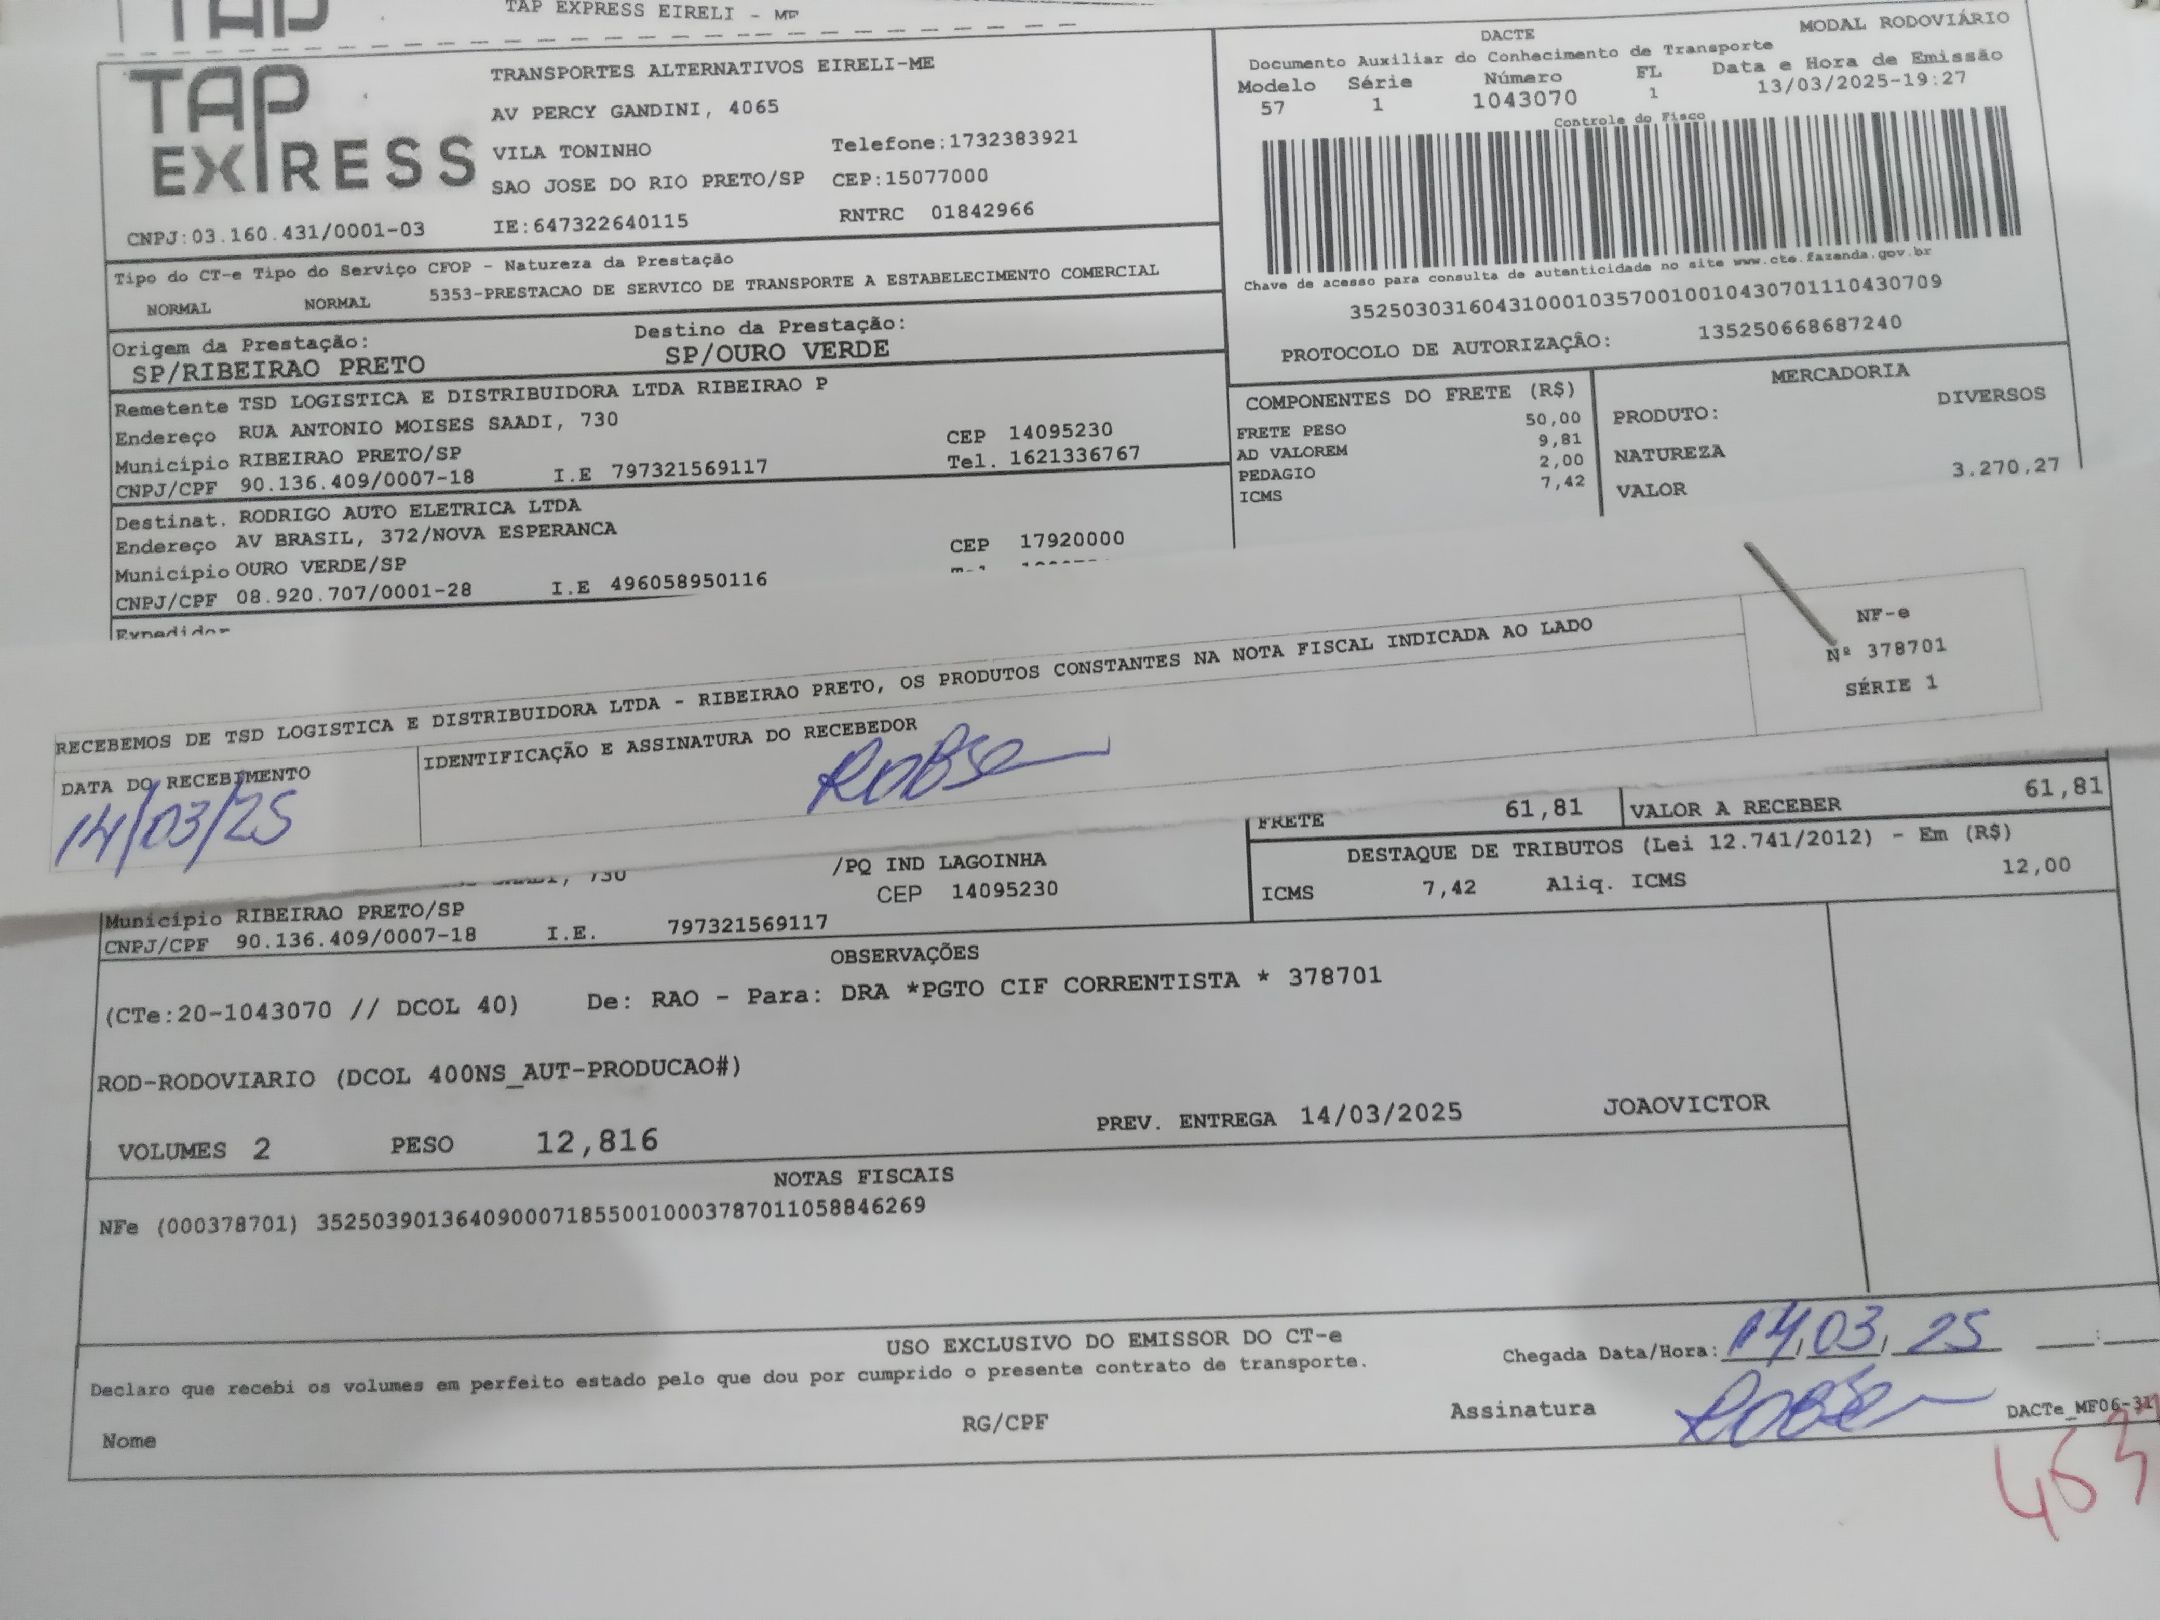 TAP EXPRESS EIRELI - ME
TAP EXPRESS
TRANSPORTES ALTERNATIVOS EIRELI-ME
AV PERCY GANDINI, 4065
VILA TONINHO Telefone:1732383921
SAO JOSE DO RIO PRETO/SP CEP:15077000
CNPJ:03.160.431/0001-03 IE:647322640115 RNTRC 01842966
DACTE MODAL RODOVIÁRIO
Documento Auxiliar do Conhecimento de Transporte
Modelo Série Número FL Data e Hora de Emissão
57 1 1043070 1 13/03/2025-19:27
Controle do Fisco
Chave de acesso para consulta de autenticidade no site www.cte.fazenda.gov.br
35250303160431000103570010010430701110430709
PROTOCOLO DE AUTORIZAÇÃO: 135250668687240
Tipo do CT-e Tipo do Serviço CFOP - Natureza da Prestação
NORMAL NORMAL 5353-PRESTACAO DE SERVICO DE TRANSPORTE A ESTABELECIMENTO COMERCIAL
Origem da Prestação: Destino da Prestação:
SP/RIBEIRAO PRETO SP/OURO VERDE
Remetente TSD LOGISTICA E DISTRIBUIDORA LTDA RIBEIRAO P
Endereço RUA ANTONIO MOISES SAADI, 730
Município RIBEIRAO PRETO/SP CEP 14095230
CNPJ/CPF 90.136.409/0007-18 I.E 797321569117 Tel. 1621336767
Destinat. RODRIGO AUTO ELETRICA LTDA
Endereço AV BRASIL, 372/NOVA ESPERANCA
Município OURO VERDE/SP CEP 17920000
CNPJ/CPF 08.920.707/0001-28 I.E 496058950116
Expedidor
COMPONENTES DO FRETE (R$)
FRETE PESO 50,00
AD VALOREM 9,81
PEDAGIO 2,00
ICMS 7,42
MERCADORIA
PRODUTO: DIVERSOS
NATUREZA
VALOR 3.270,27
RECEBEMOS DE TSD LOGISTICA E DISTRIBUIDORA LTDA - RIBEIRAO PRETO, OS PRODUTOS CONSTANTES NA NOTA FISCAL INDICADA AO LADO
DATA DO RECEBIMENTO
14/03/25
IDENTIFICAÇÃO E ASSINATURA DO RECEBEDOR
NF-e
Nº 378701
SÉRIE 1
FRETE 61,81 VALOR A RECEBER 61,81
DESTAQUE DE TRIBUTOS (Lei 12.741/2012) - Em (R$)
ICMS 7,42 Aliq. ICMS 12,00
SAADI, 730 /PQ IND LAGOINHA
CEP 14095230
Município RIBEIRAO PRETO/SP
CNPJ/CPF 90.136.409/0007-18 I.E. 797321569117
OBSERVAÇÕES
(CTe:20-1043070 // DCOL 40) De: RAO - Para: DRA *PGTO CIF CORRENTISTA * 378701
ROD-RODOVIARIO (DCOL 400NS_AUT-PRODUCAO#)
VOLUMES 2 PESO 12,816 PREV. ENTREGA 14/03/2025 JOAOVICTOR
NOTAS FISCAIS
NFe (000378701) 35250390136409000718550010003787011058846269
USO EXCLUSIVO DO EMISSOR DO CT-e
Declaro que recebi os volumes em perfeito estado pelo que dou por cumprido o presente contrato de transporte.
Chegada Data/Hora: 14/03/25
Nome RG/CPF Assinatura
DACTe_MF06-31